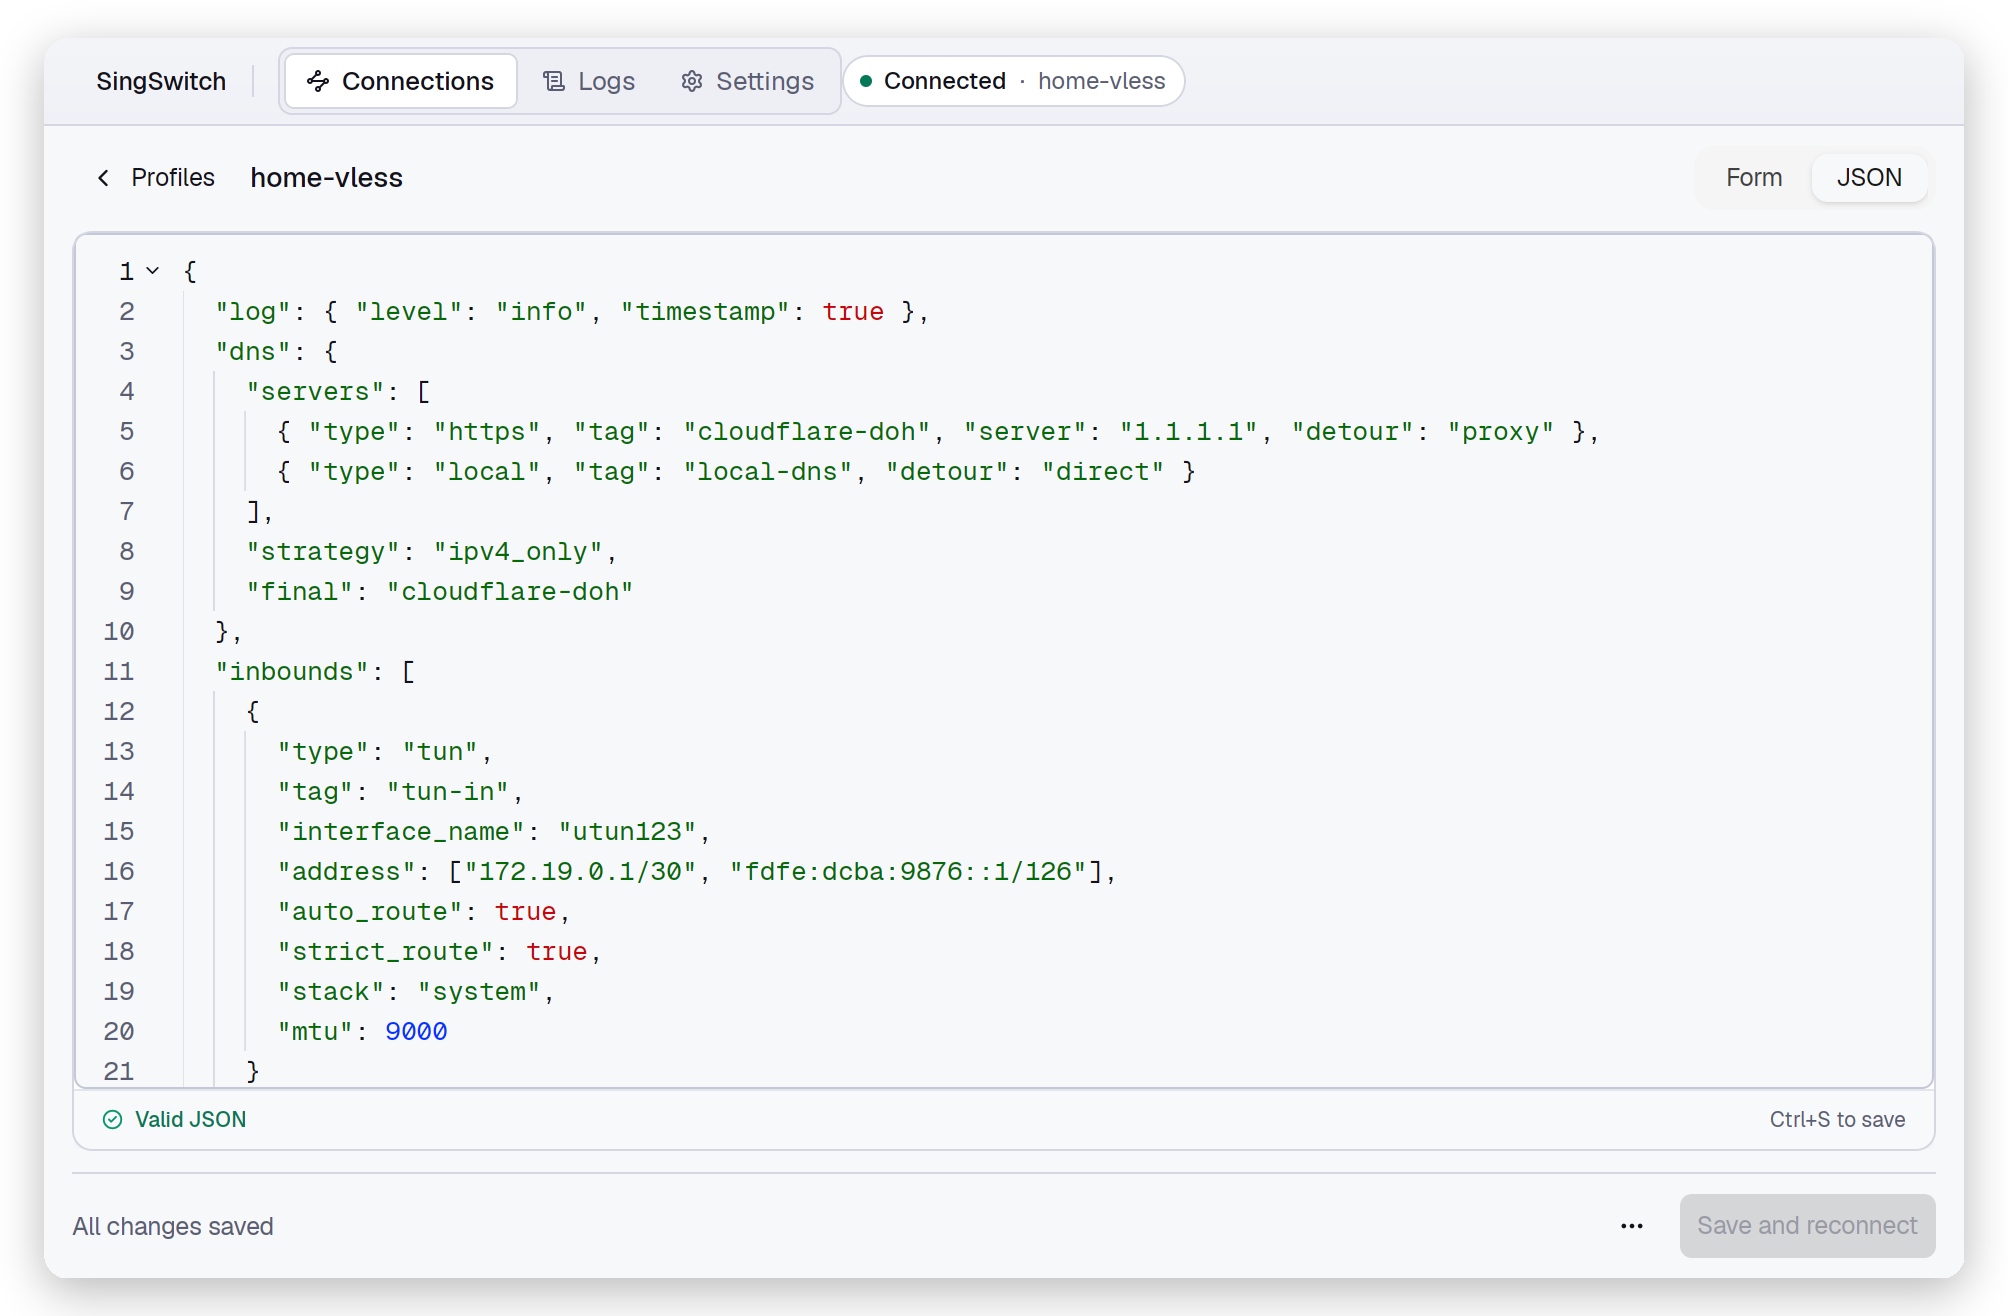 SingSwitch Connections Logs Settings Connected · home-vless
Profiles home-vless Form JSON
1 {
2 "log": { "level": "info", "timestamp": true },
3 "dns": {
4 "servers": [
5 { "type": "https", "tag": "cloudflare-doh", "server": "1.1.1.1", "detour": "proxy" },
6 { "type": "local", "tag": "local-dns", "detour": "direct" }
7 ],
8 "strategy": "ipv4_only",
9 "final": "cloudflare-doh"
10 },
11 "inbounds": [
12 {
13 "type": "tun",
14 "tag": "tun-in",
15 "interface_name": "utun123",
16 "address": ["172.19.0.1/30", "fdfe:dcba:9876::1/126"],
17 "auto_route": true,
18 "strict_route": true,
19 "stack": "system",
20 "mtu": 9000
21 }
Valid JSON Ctrl+S to save
All changes saved Save and reconnect